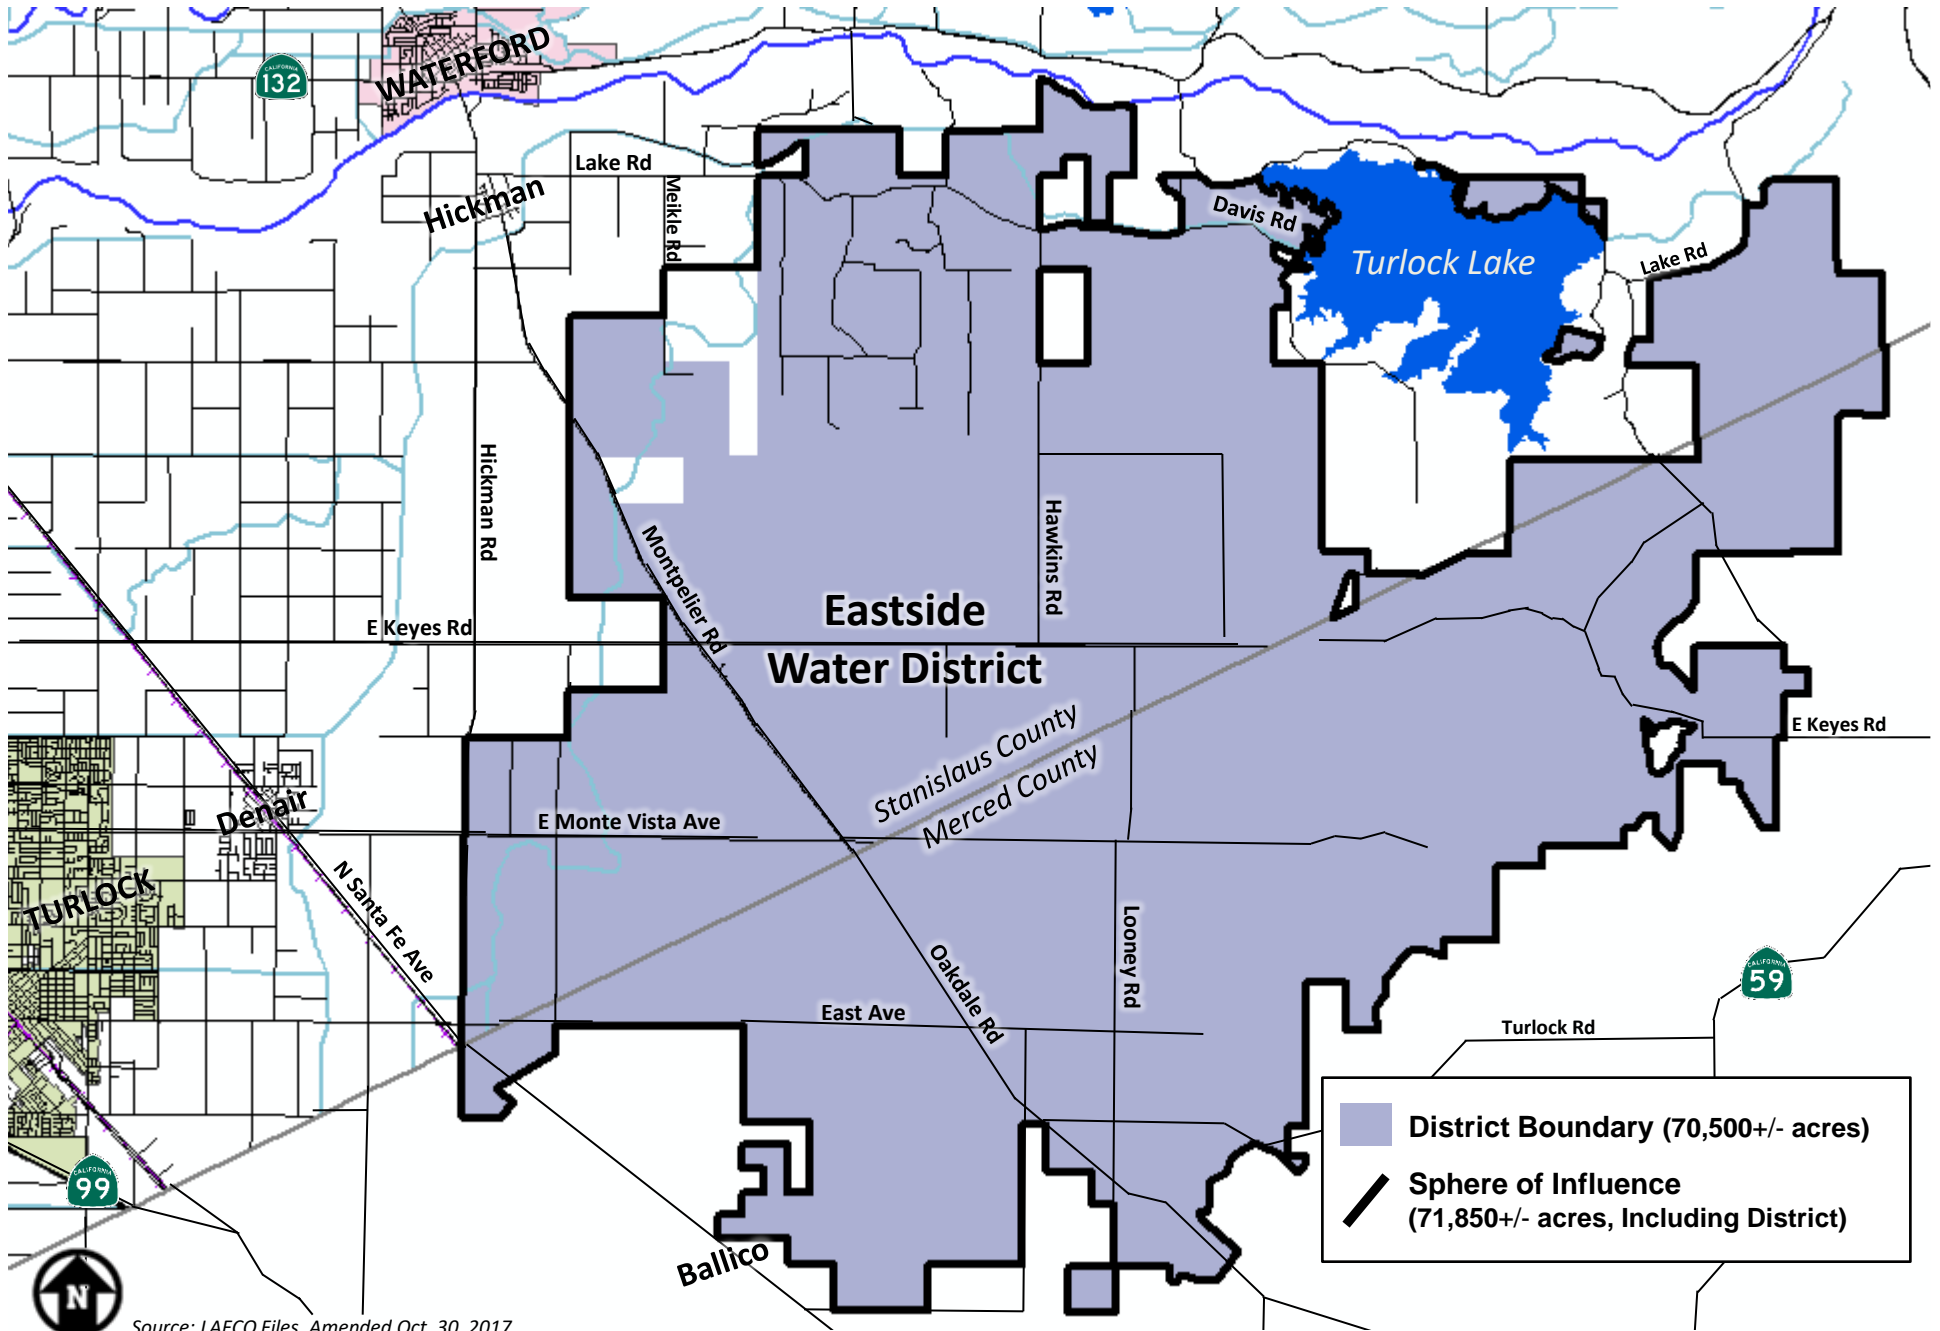 WATERFORD
CALIFORNIA
132
Lake Rd
Meikle Rd
Hickman
Davis Rd
Turlock Lake
Lake Rd
Hickman Rd
Montpelier Rd
Hawkins Rd
Eastside
Water District
E Keyes Rd
E Keyes Rd
Stanislaus County
Merced County
Denair
E Monte Vista Ave
TURLOCK
N Santa Fe Ave
Looney Rd
Oakdale Rd
East Ave
CALIFORNIA
59
Turlock Rd
District Boundary (70,500+/- acres)
Sphere of Influence
(71,850+/- acres, Including District)
CALIFORNIA
99
Ballico
N
Source: LAFCO Files, Amended Oct. 30, 2017